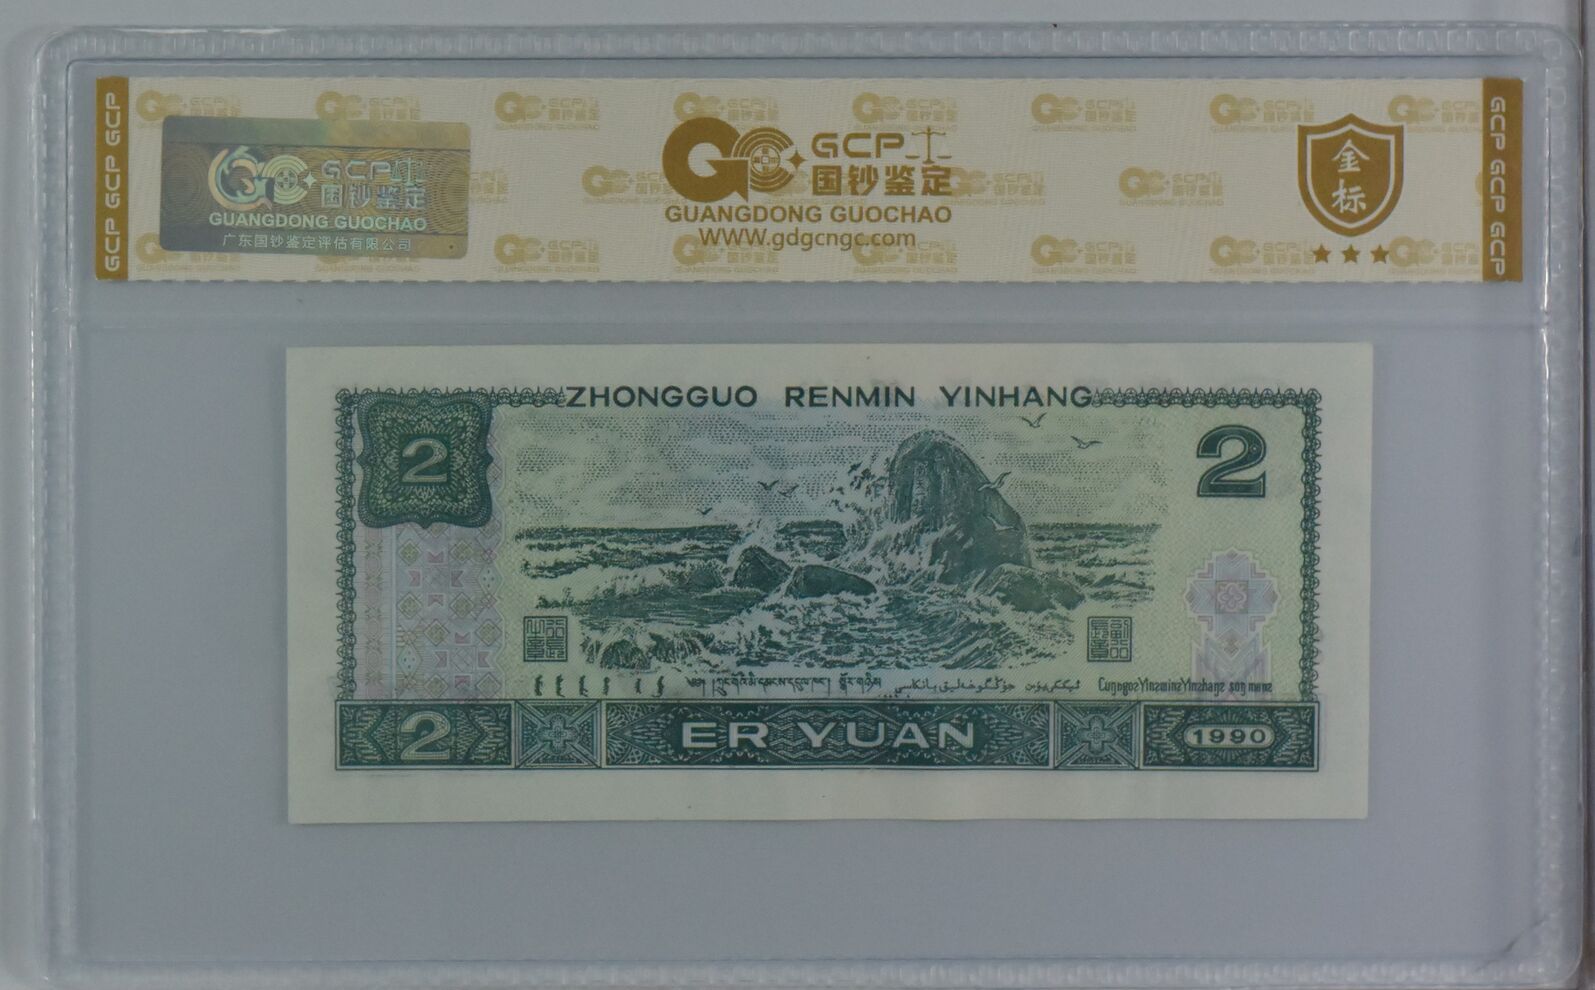 GCP GCP GCP
GCP
国钞鉴定
GUANGDONG GUOCHAO
广东国钞鉴定评估有限公司
GCP
国钞鉴定
GUANGDONG GUOCHAO
WWW.gdgcngc.com
金标
GCP GCP GCP
ZHONGGUO RENMIN YINHANG
2
2
2
ER YUAN
1990